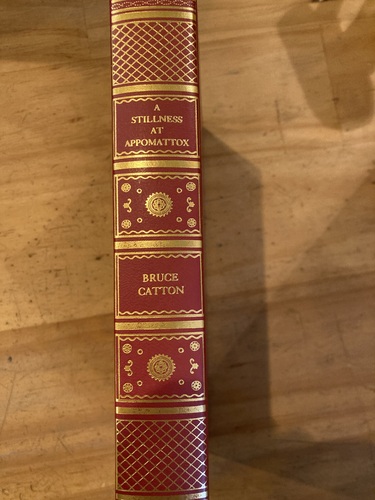 A
STILLNESS
AT
APPOMATTOX
BRUCE
CATTON